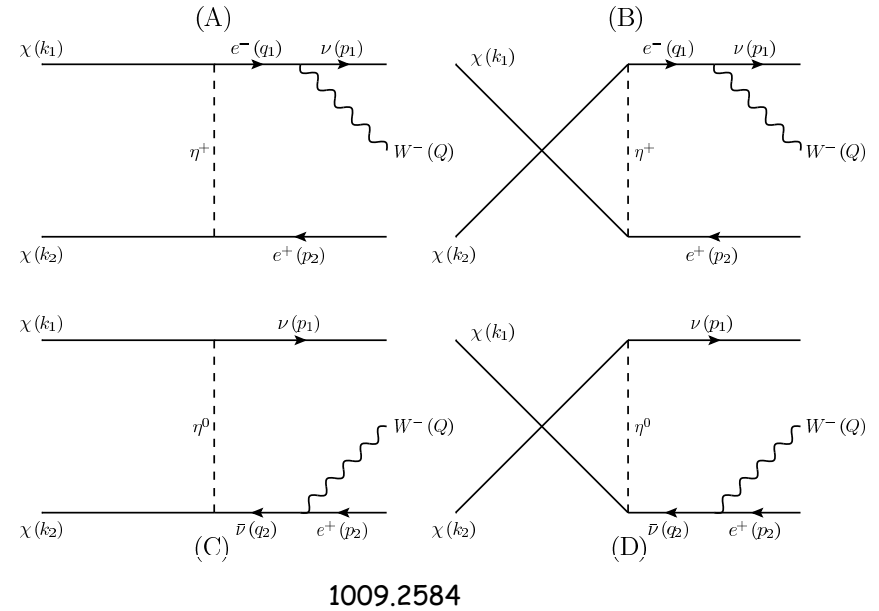 (A)
χ(k₁)
e⁻(q₁)
ν(p₁)
η⁺
W⁻(Q)
χ(k₂)
e⁺(p₂)
(B)
χ(k₁)
e⁻(q₁)
ν(p₁)
η⁺
W⁻(Q)
χ(k₂)
e⁺(p₂)
χ(k₁)
ν(p₁)
η⁰
W⁻(Q)
χ(k₂)
ν̄(q₂)
e⁺(p₂)
(C)
χ(k₁)
ν(p₁)
η⁰
W⁻(Q)
χ(k₂)
ν̄(q₂)
e⁺(p₂)
(D)
1009.2584